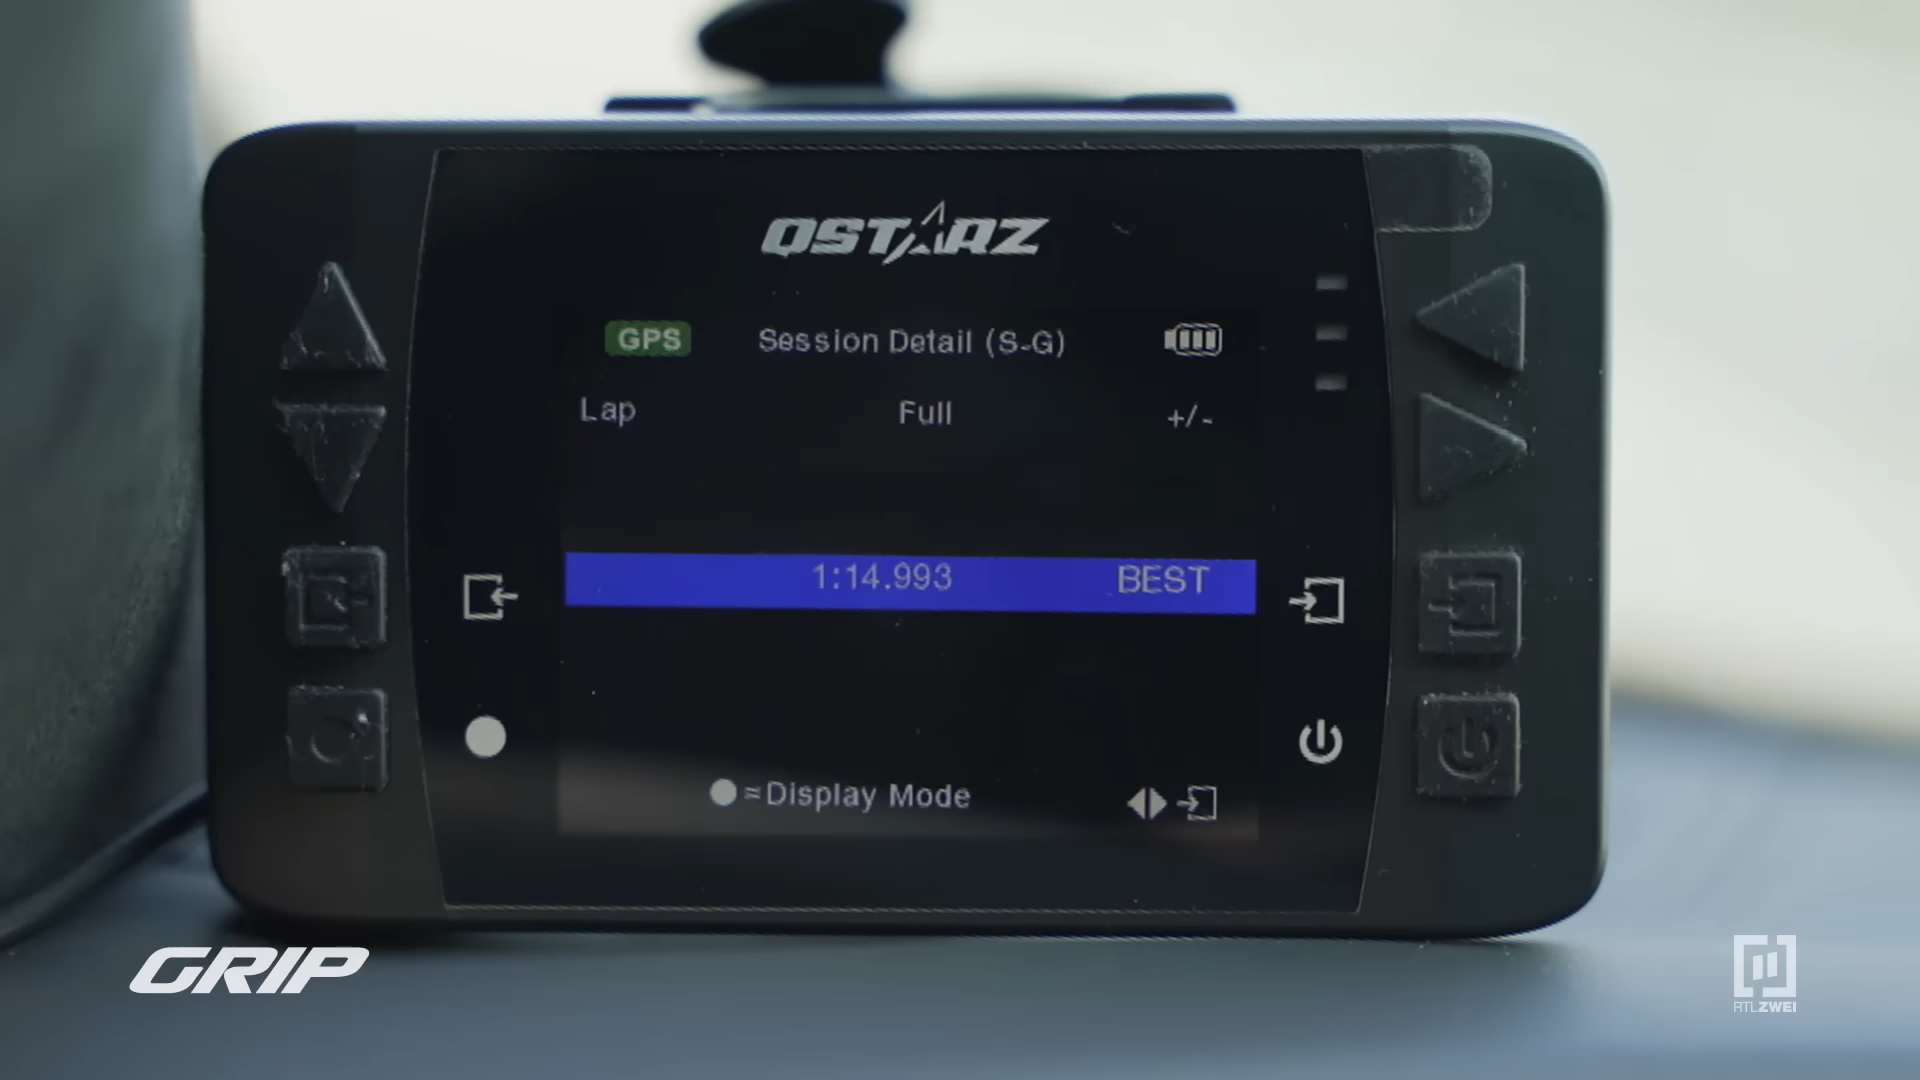 QSTARZ
GPS Session Detail (S-G)
Lap Full +/-
1:14.993 BEST
=Display Mode
GRIP
RTLZWEI